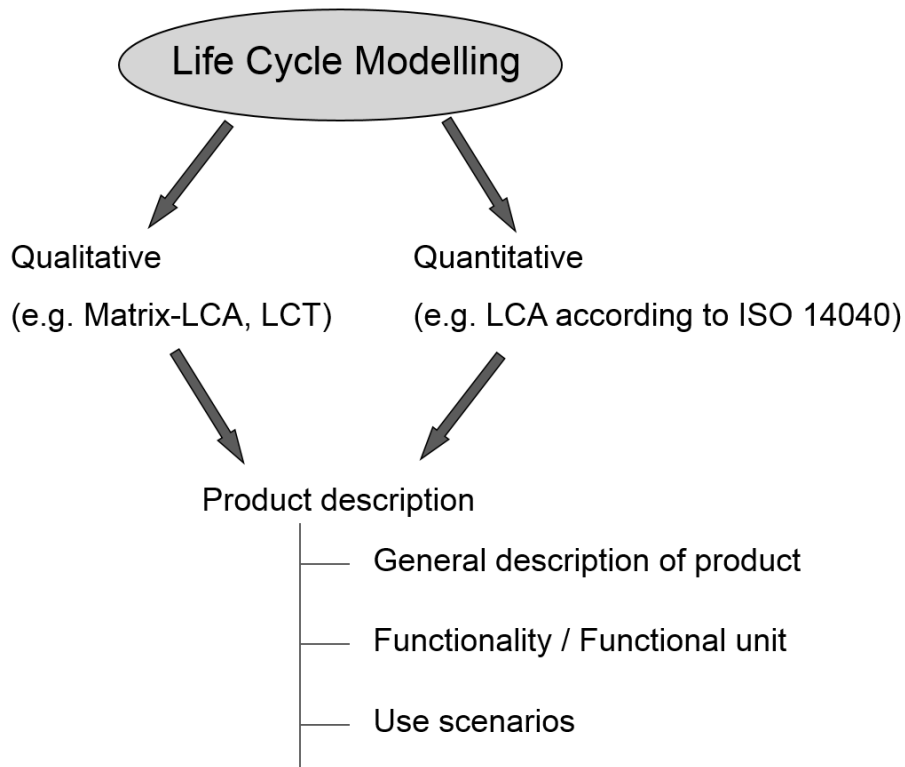 Life Cycle Modelling
Qualitative
(e.g. Matrix-LCA, LCT)
Quantitative
(e.g. LCA according to ISO 14040)
Product description
General description of product
Functionality / Functional unit
Use scenarios